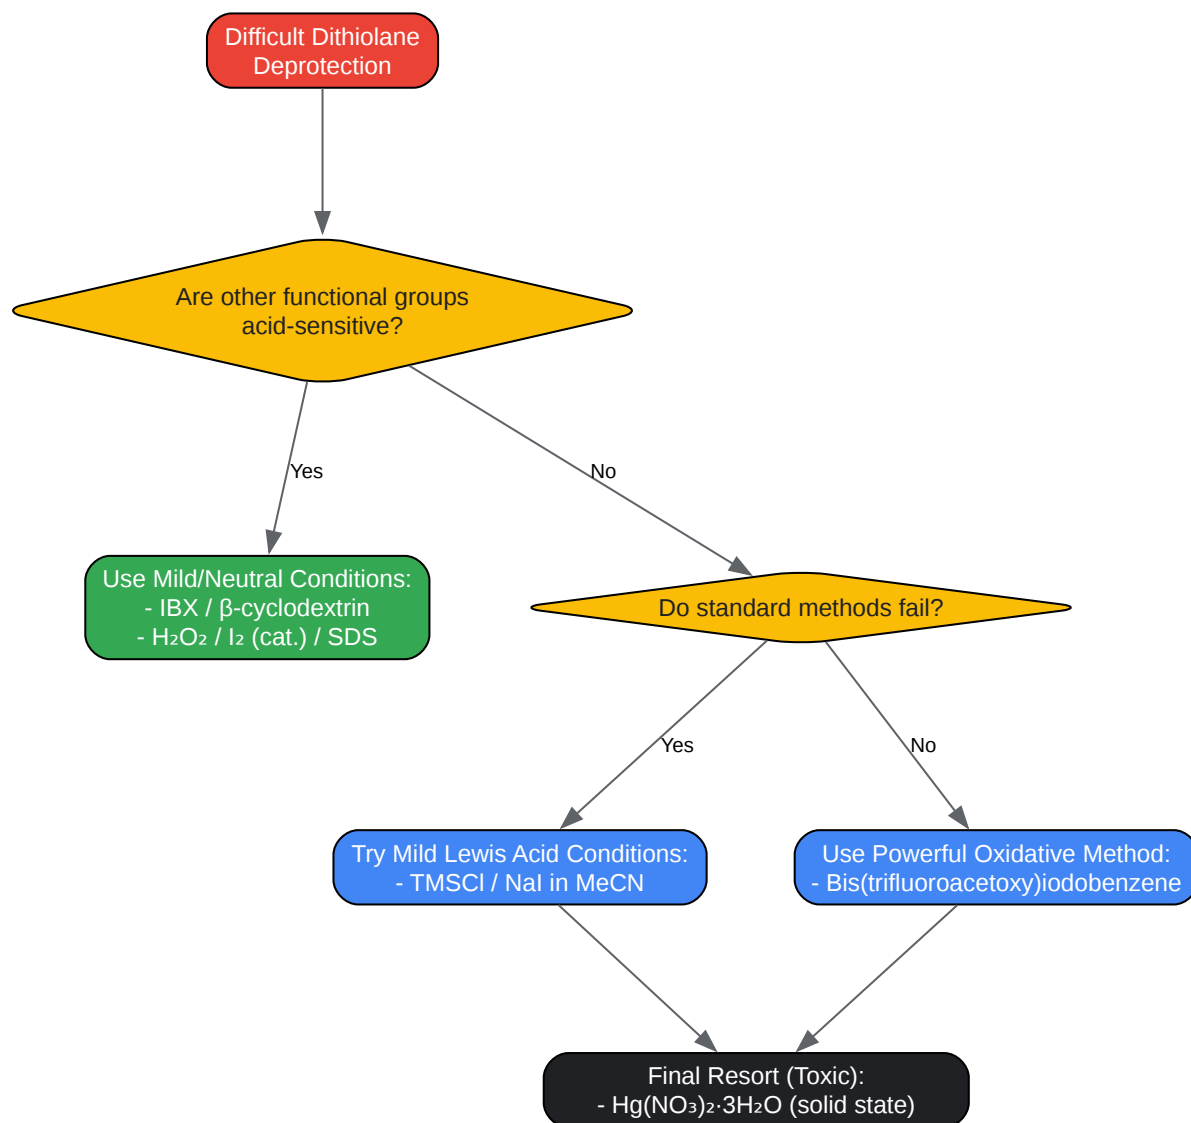 Difficult Dithiolane
Deprotection
Are other functional groups
acid-sensitive?
Yes
No
Use Mild/Neutral Conditions:
- IBX / β-cyclodextrin
- H₂O₂ / I₂ (cat.) / SDS
Do standard methods fail?
Yes
No
Try Mild Lewis Acid Conditions:
- TMSCl / NaI in MeCN
Use Powerful Oxidative Method:
- Bis(trifluoroacetoxy)iodobenzene
Final Resort (Toxic):
- Hg(NO₃)₂·3H₂O (solid state)